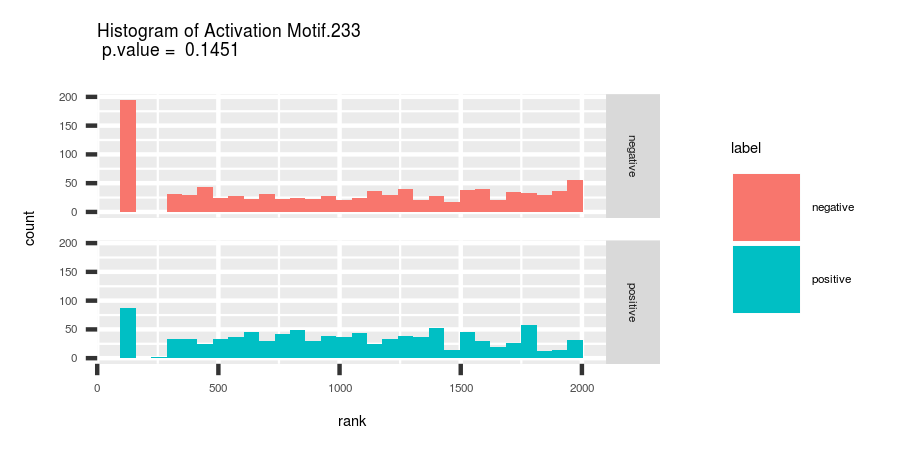 Histogram of Activation Motif.233
p.value = 0.1451
count
200
150
100
50
0
negative
200
150
100
50
0
positive
0 500 1000 1500 2000
rank
label
negative
positive